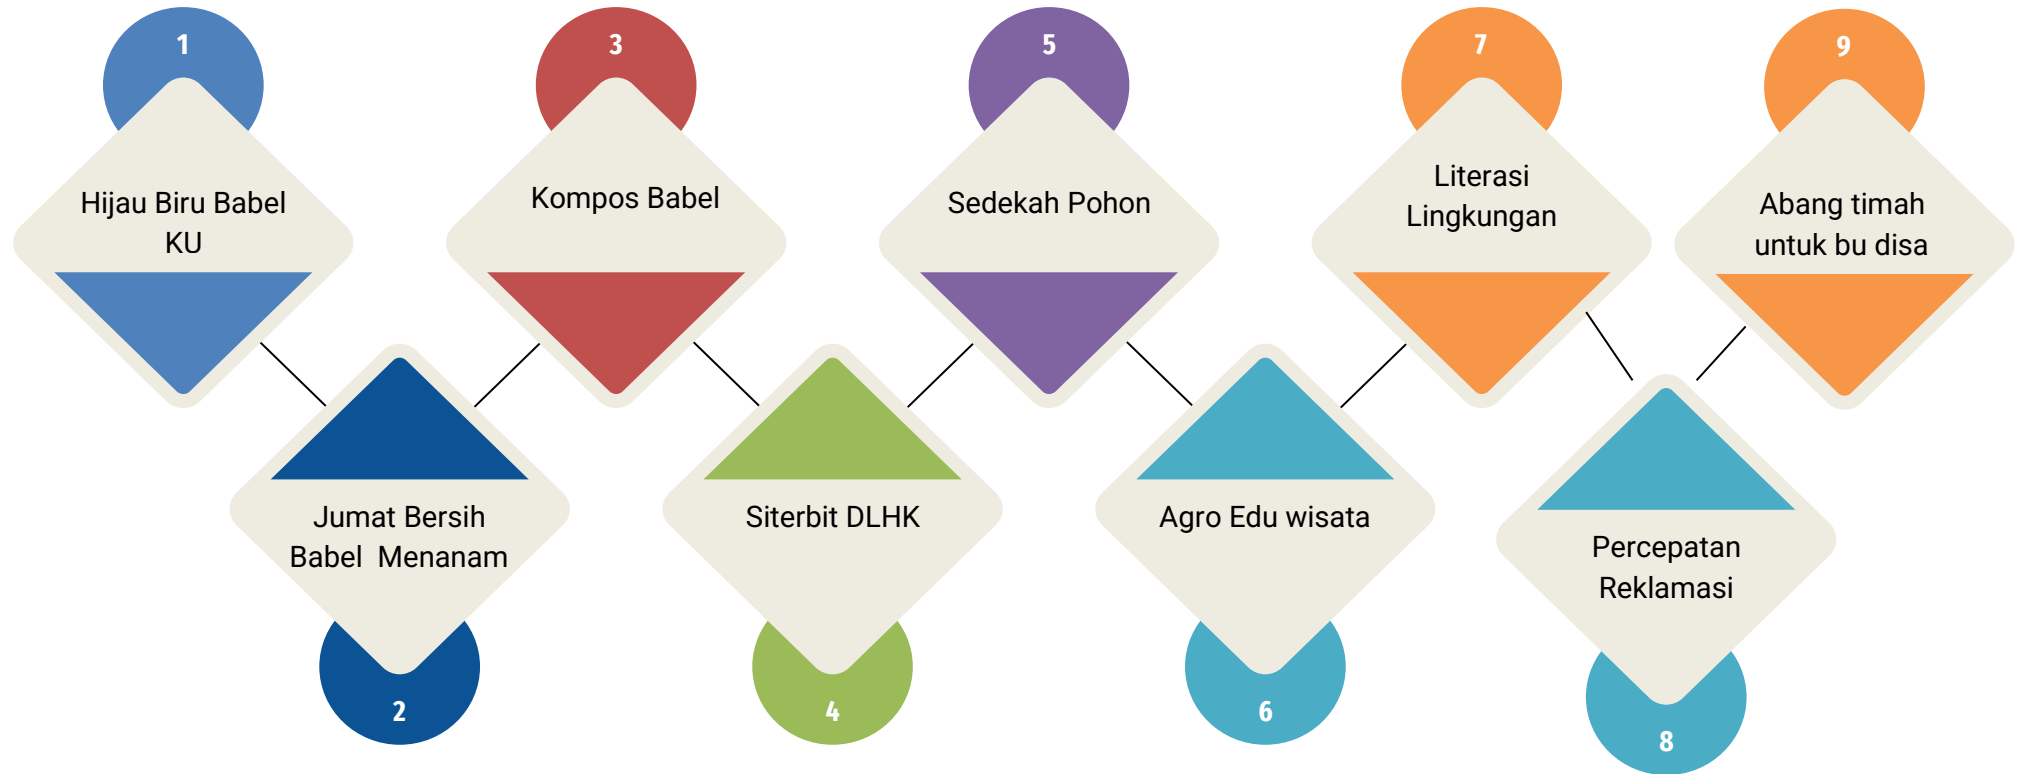 1
Hijau Biru Babel
KU
2
Jumat Bersih
Babel  Menanam
3
Kompos Babel
4
Siterbit DLHK
5
Sedekah Pohon
6
Agro Edu wisata
7
Literasi
Lingkungan
8
Percepatan
Reklamasi
9
Abang timah
untuk bu disa